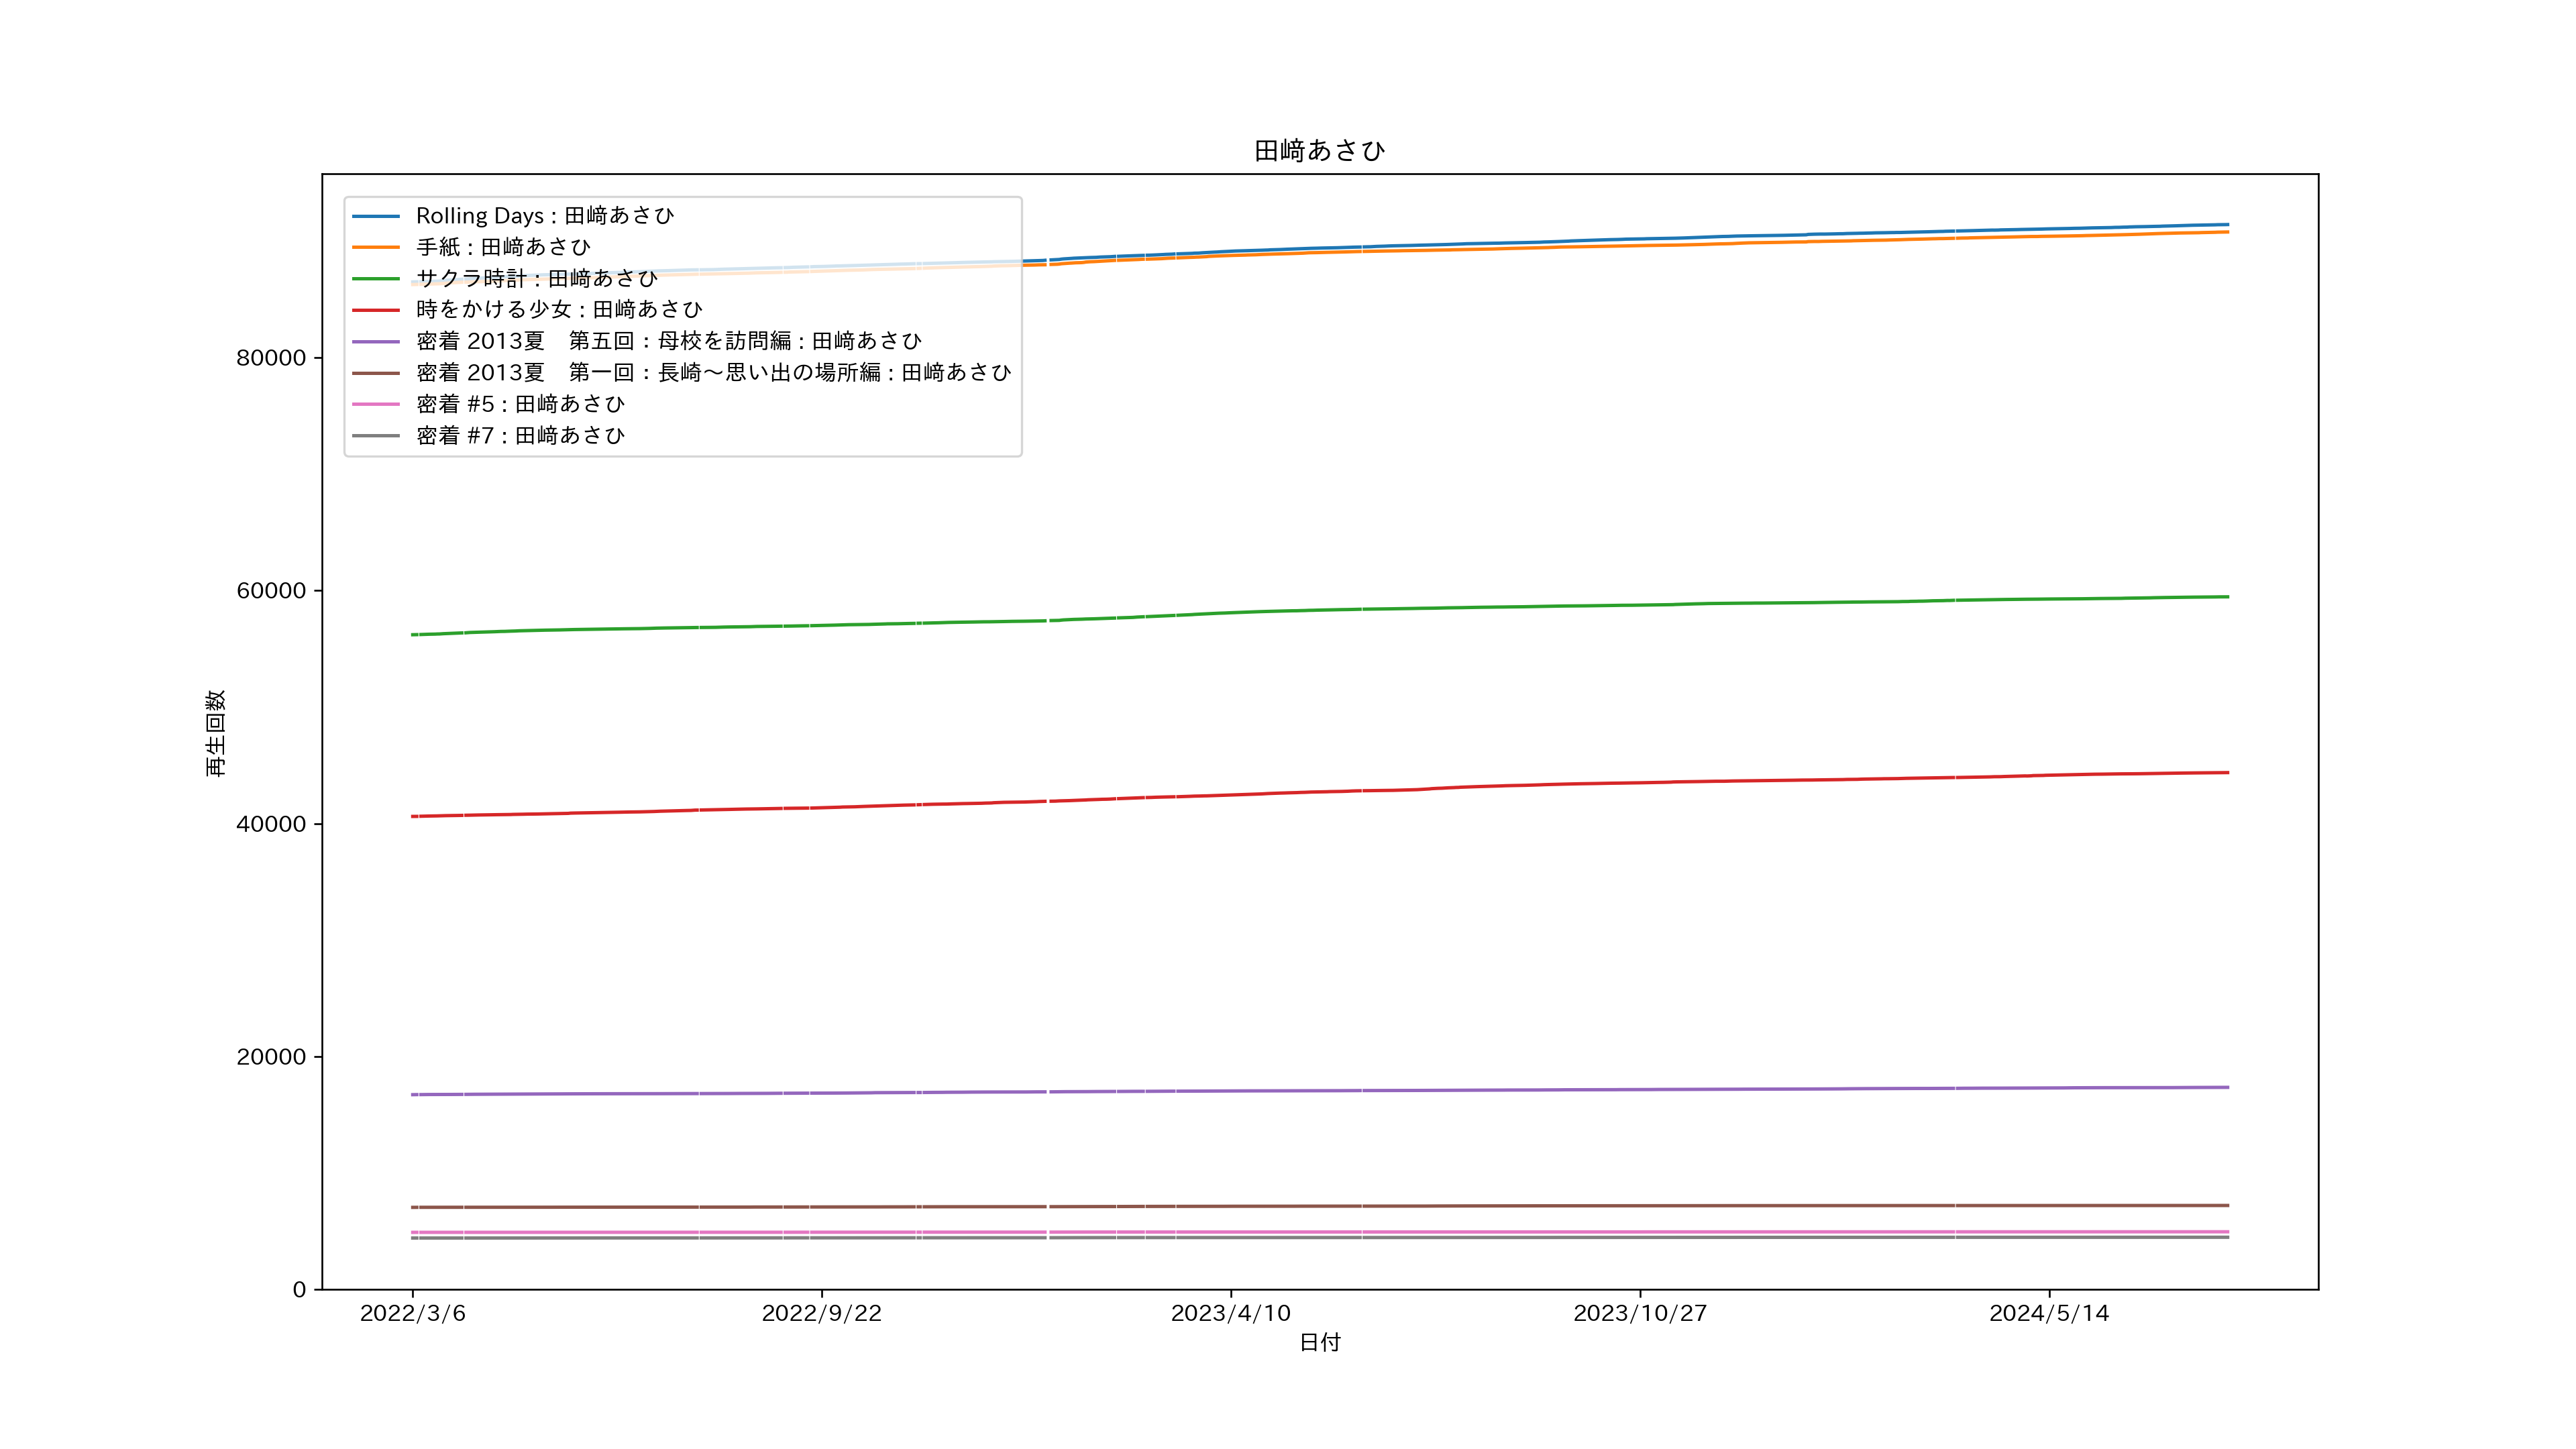 田﨑あさひ
Rolling Days : 田﨑あさひ
手紙 : 田﨑あさひ
サクラ時計 : 田﨑あさひ
時をかける少女 : 田﨑あさひ
密着 2013夏　第五回：母校を訪問編 : 田﨑あさひ
密着 2013夏　第一回：長崎～思い出の場所編 : 田﨑あさひ
密着 #5 : 田﨑あさひ
密着 #7 : 田﨑あさひ
80000
60000
40000
20000
0
再生回数
2022/3/6
2022/9/22
2023/4/10
2023/10/27
2024/5/14
日付